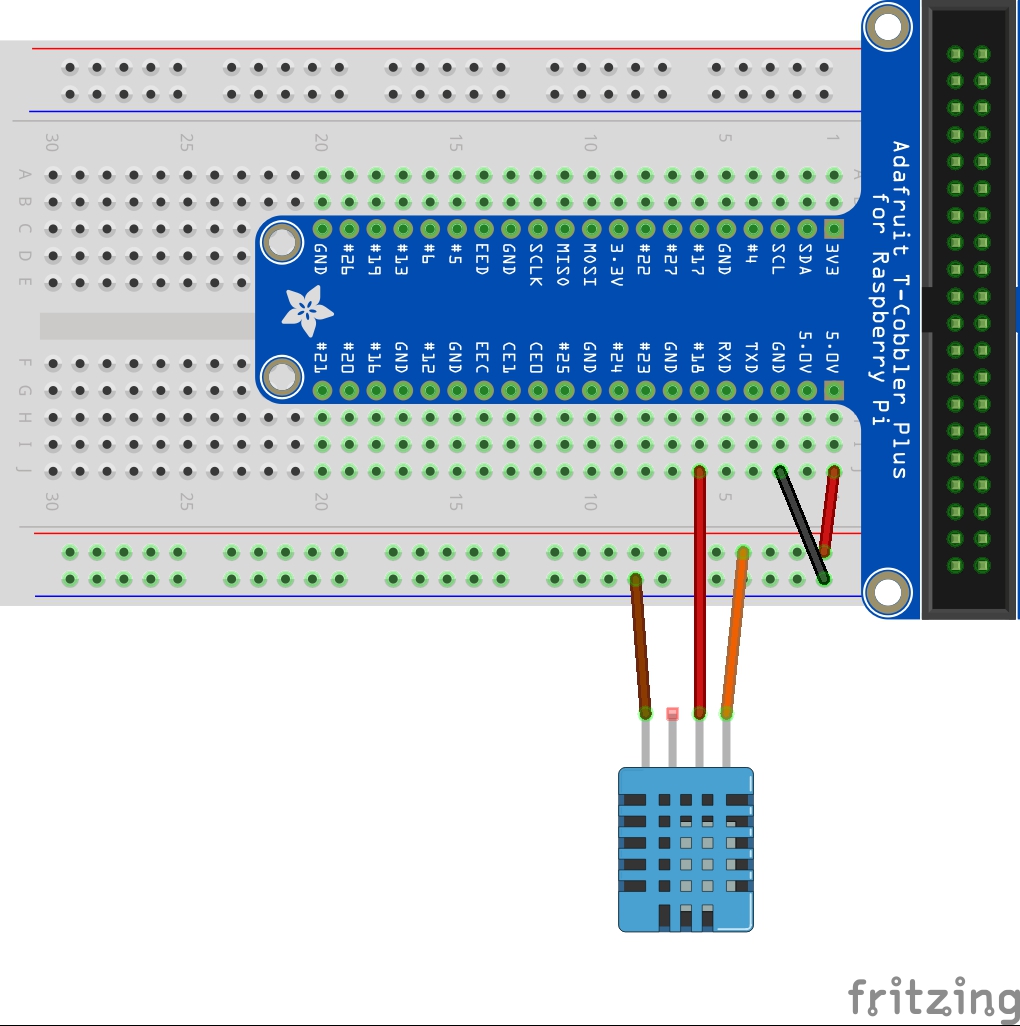 30 25 20 15 10 5 1
A
B
C
D
E
GND #26 #19 #13 #6 #5 EED GND SCLK MISO MOSI 3.3V #22 #27 #17 GND #4 SCL SDA 3V3
#21 #20 #16 GND #12 GND EEC CE1 CE0 #25 GND #24 #23 GND #18 RXD TXD GND 5.0V 5.0V
F
G
H
I
J
30 25 20 15 10 5
Adafruit T-Cobbler Plus
for Raspberry Pi
fritzing